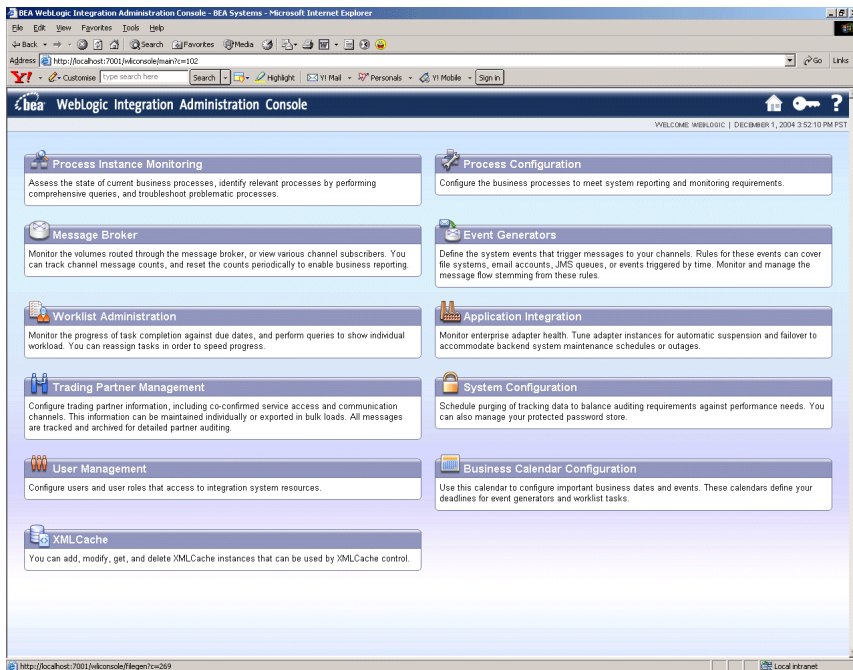 BEA WebLogic Integration Administration Console - BEA Systems - Microsoft Internet Explorer
File Edit View Favorites Tools Help
Back Search Favorites Media
Address http://localhost:7001/wliconsole/main?c=102 Go Links
Y! Customise type search here Search Highlight Y! Mail Personals Y! Mobile Sign in
bea WebLogic Integration Administration Console ?
WELCOME: WEBLOGIC | DECEMBER 1, 2004 3:52:10 PM PST
Process Instance Monitoring
Assess the state of current business processes, identify relevant processes by performing
comprehensive queries, and troubleshoot problematic processes.
Process Configuration
Configure the business processes to meet system reporting and monitoring requirements.
Message Broker
Monitor the volumes routed through the message broker, or view various channel subscribers. You
can track channel message counts, and reset the counts periodically to enable business reporting.
Event Generators
Define the system events that trigger messages to your channels. Rules for these events can cover
file systems, email accounts, JMS queues, or events triggered by time. Monitor and manage the
message flow stemming from these rules.
Worklist Administration
Monitor the progress of task completion against due dates, and perform queries to show individual
workload. You can reassign tasks in order to speed progress.
Application Integration
Monitor enterprise adapter health. Tune adapter instances for automatic suspension and failover to
accommodate backend system maintenance schedules or outages.
Trading Partner Management
Configure trading partner information, including co-confirmed service access and communication
channels. This information can be maintained individually or exported in bulk loads. All messages
are tracked and archived for detailed partner auditing.
System Configuration
Schedule purging of tracking data to balance auditing requirements against performance needs. You
can also manage your protected password store.
User Management
Configure users and user roles that access to integration system resources.
Business Calendar Configuration
Use this calendar to configure important business dates and events. These calendars define your
deadlines for event generators and worklist tasks.
XMLCache
You can add, modify, get, and delete XMLCache instances that can be used by XMLCache control.
http://localhost:7001/wliconsole/filegen?c=269 Local intranet